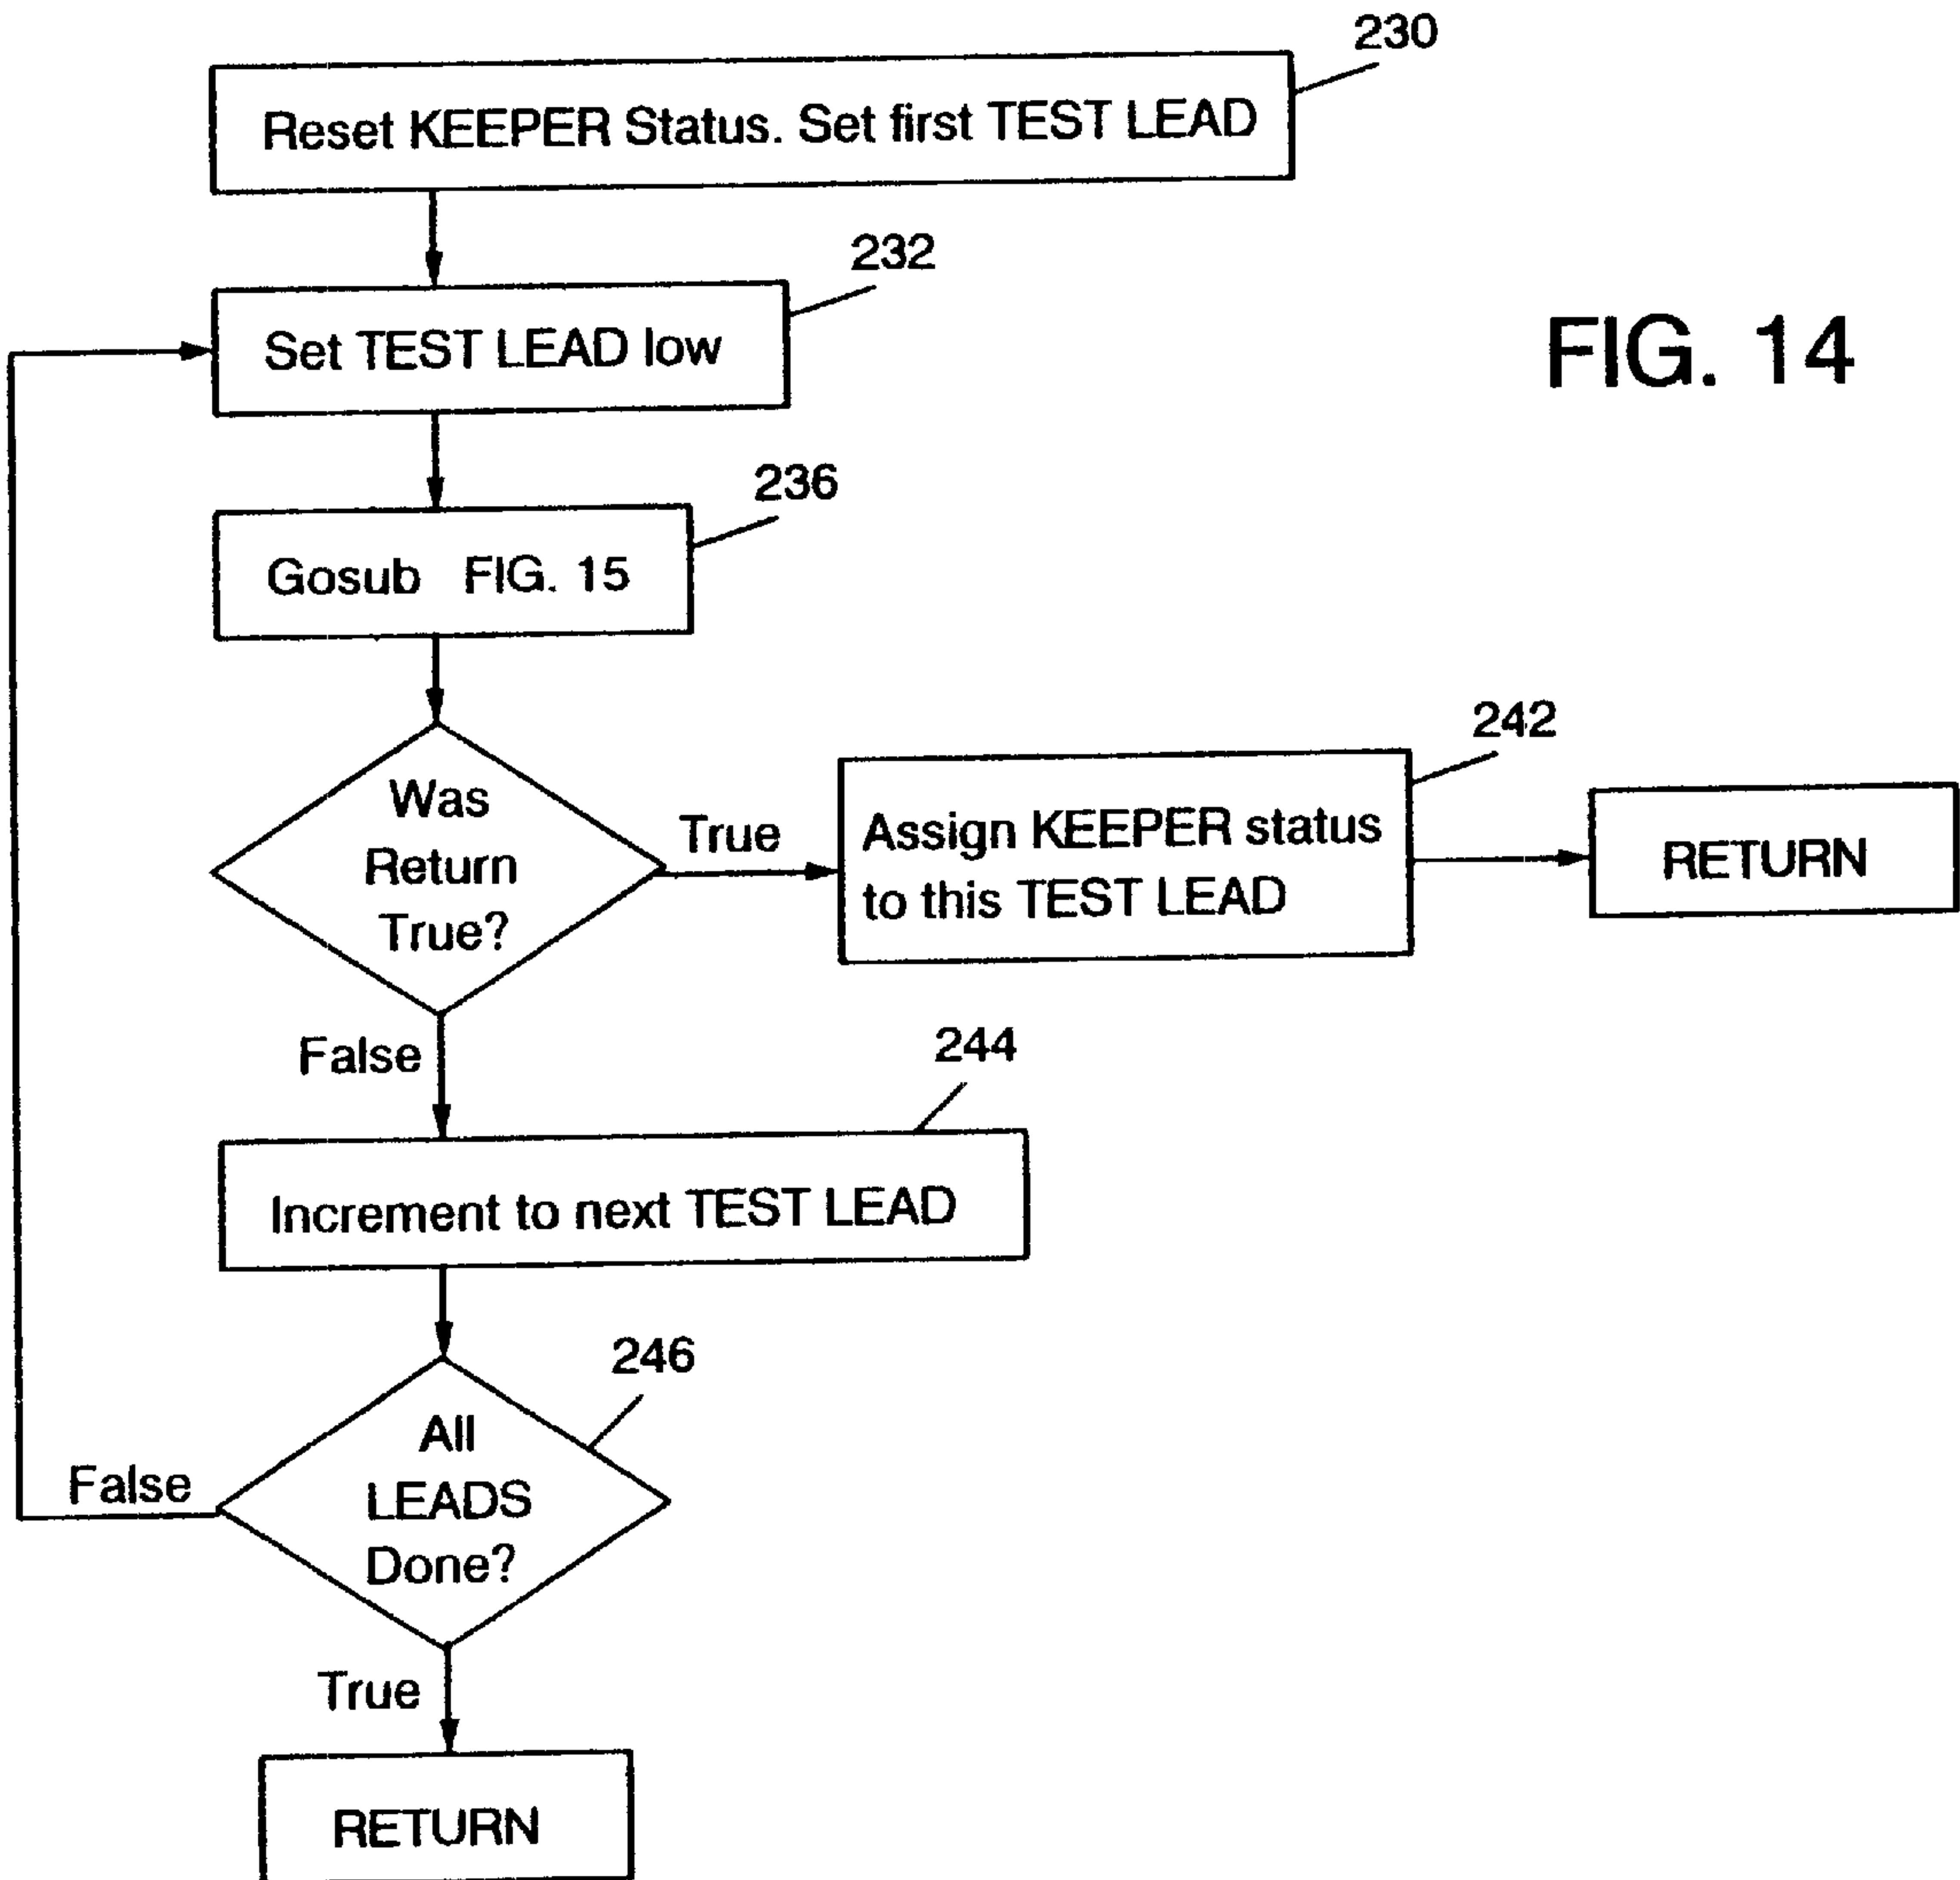 230
Reset KEEPER Status. Set first TEST LEAD
232
Set TEST LEAD low
FIG. 14
236
Gosub FIG. 15
242
Was
Return
True?
True
Assign KEEPER status
to this TEST LEAD
RETURN
False
244
Increment to next TEST LEAD
246
All
LEADS
Done?
False
True
RETURN